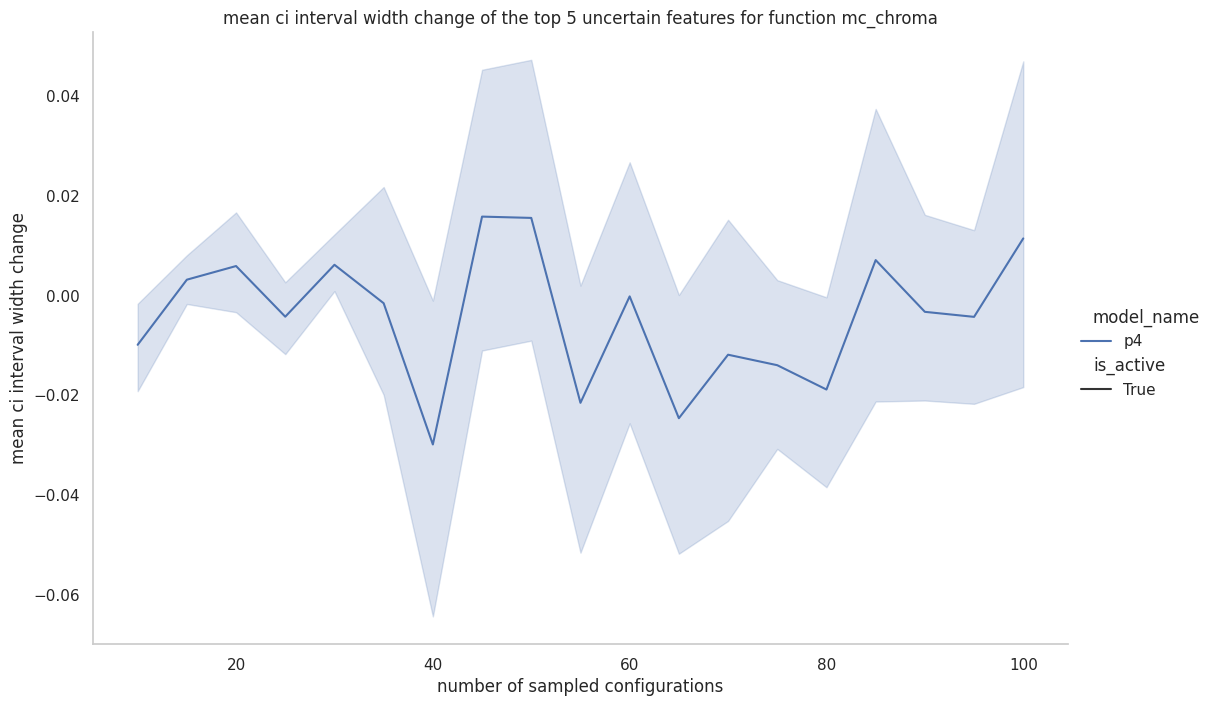 mean ci interval width change of the top 5 uncertain features for function mc_chroma
mean ci interval width change
0.04
0.02
0.00
−0.02
−0.04
−0.06
20
40
60
80
100
number of sampled configurations
model_name
p4
is_active
True